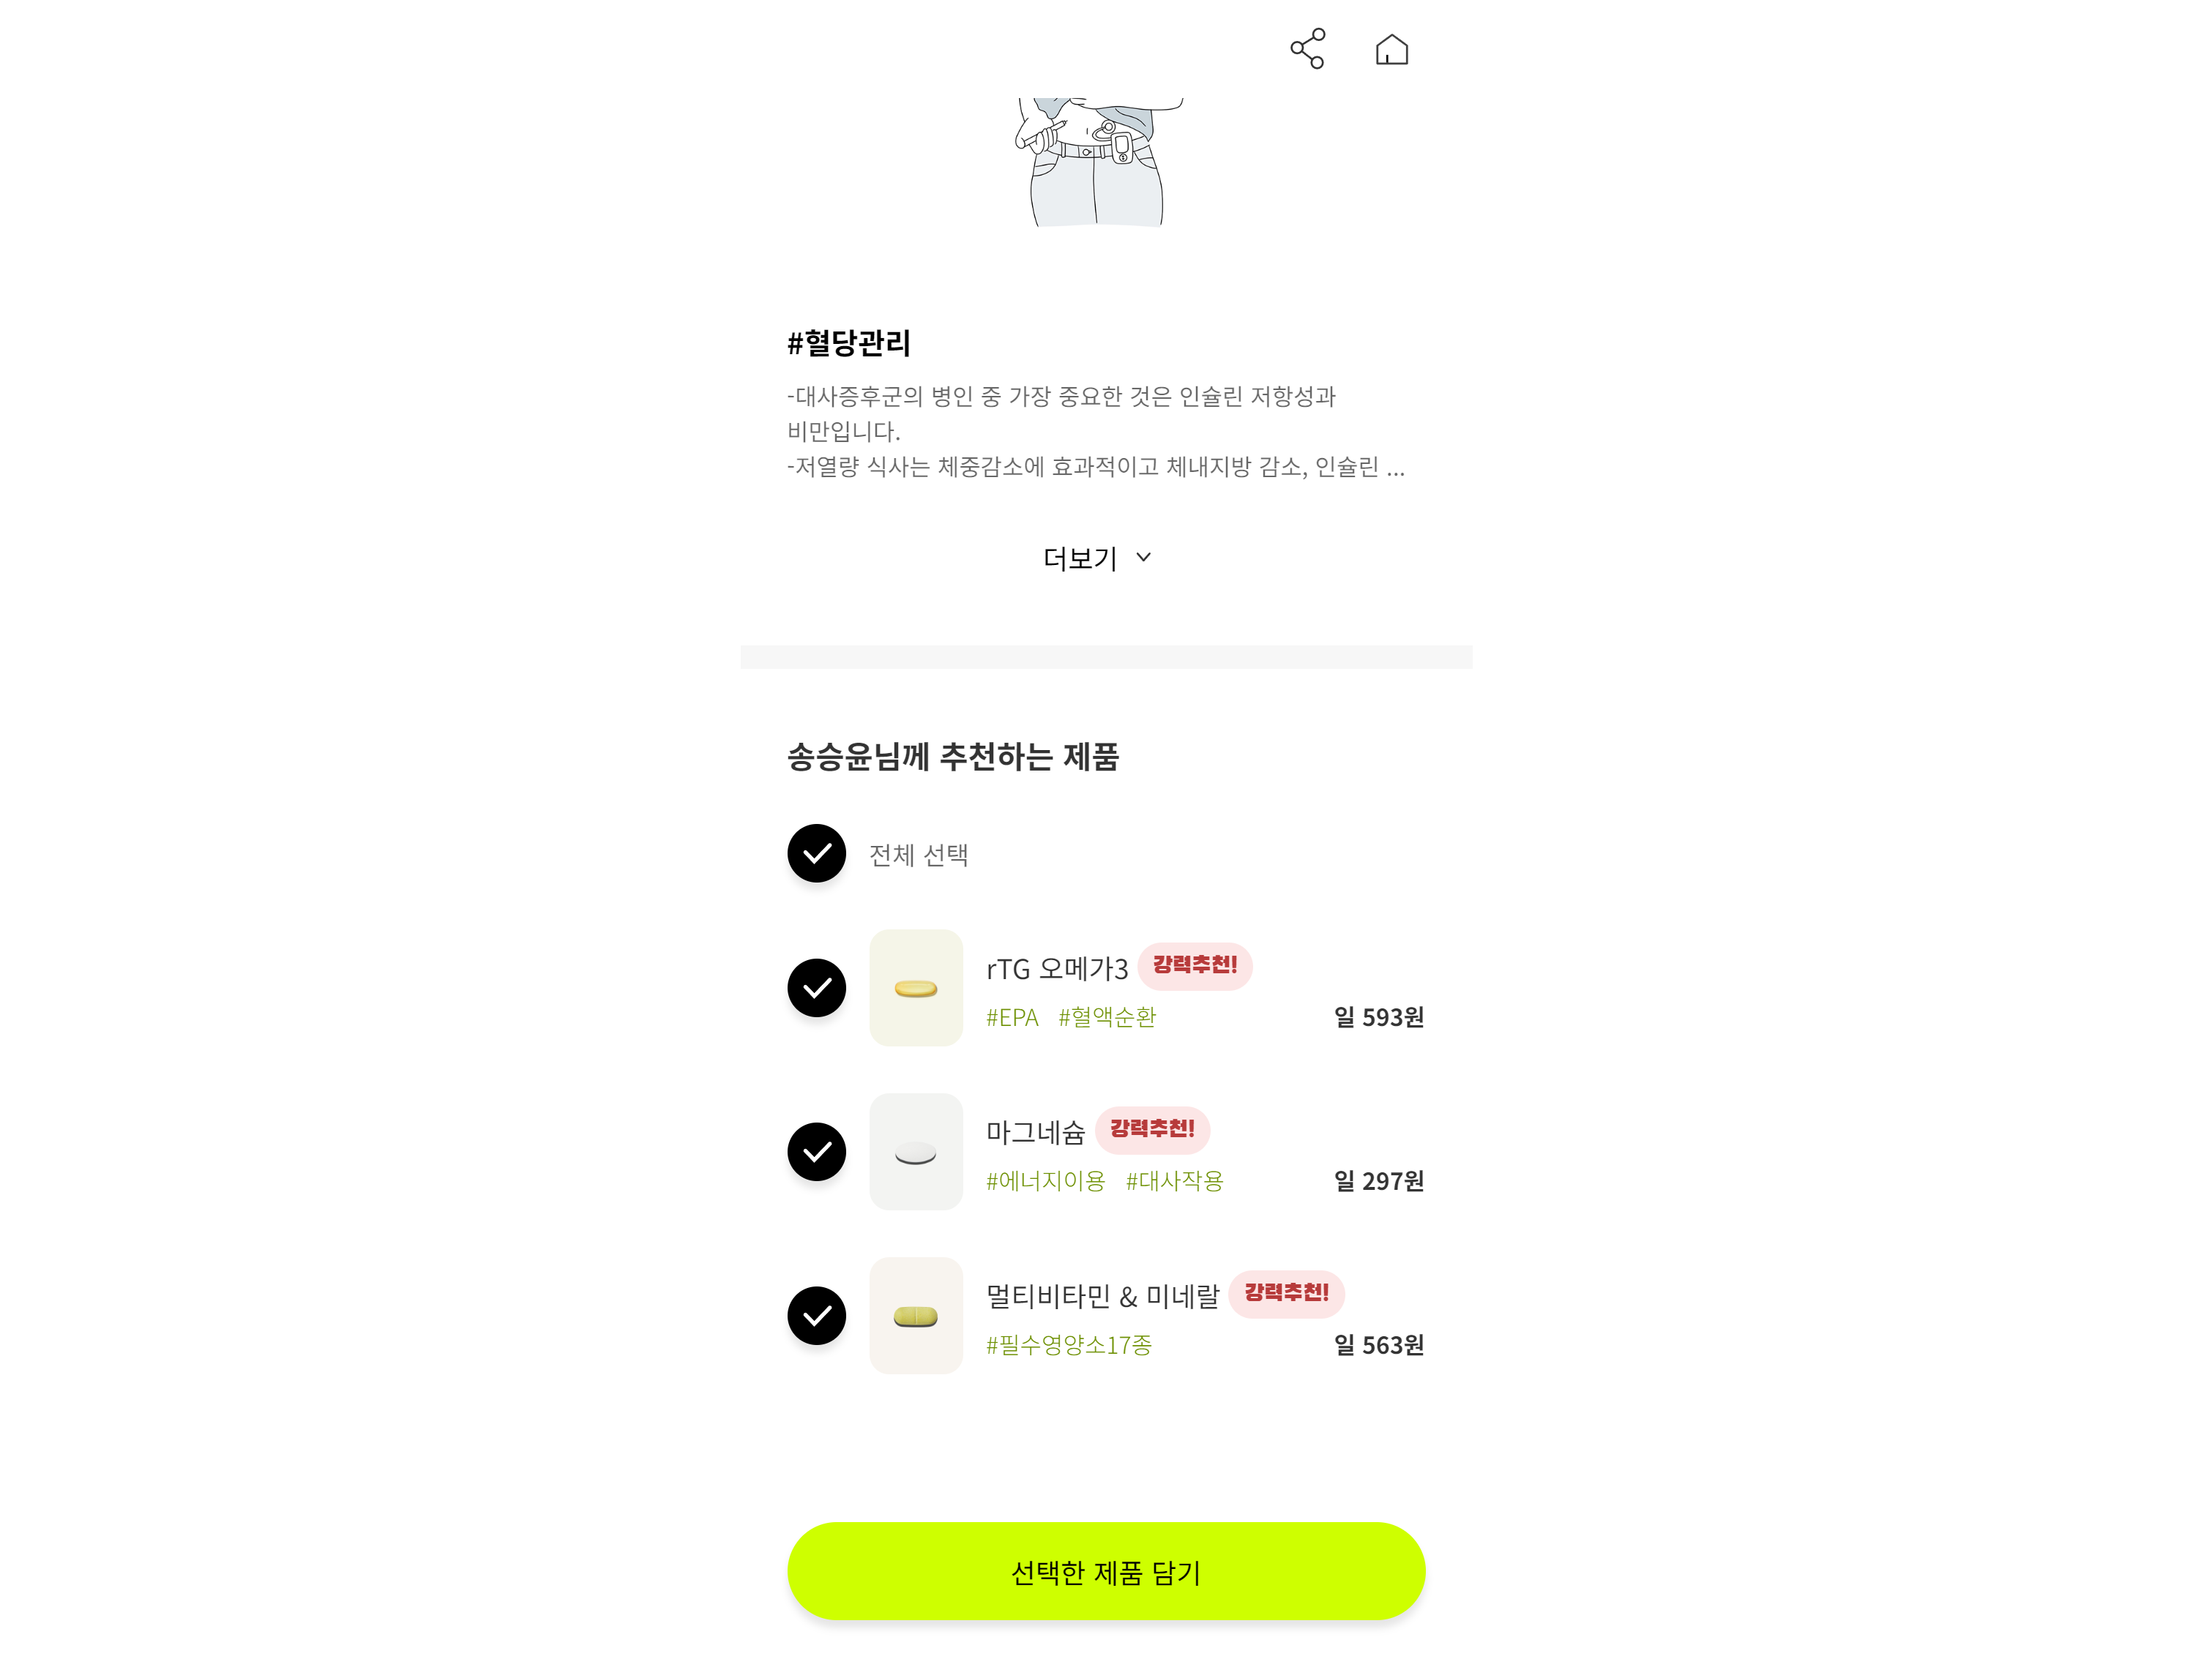 #혈당관리
-대사증후군의 병인 중 가장 중요한 것은 인슐린 저항성과
비만입니다.
-저열량 식사는 체중감소에 효과적이고 체내지방 감소, 인슐린 ...
더보기
송승윤님께 추천하는 제품
전체 선택
rTG 오메가3 강력추천!
#EPA #혈액순환 일 593원
마그네슘 강력추천!
#에너지이용 #대사작용 일 297원
멀티비타민 & 미네랄 강력추천!
#필수영양소17종 일 563원
선택한 제품 담기